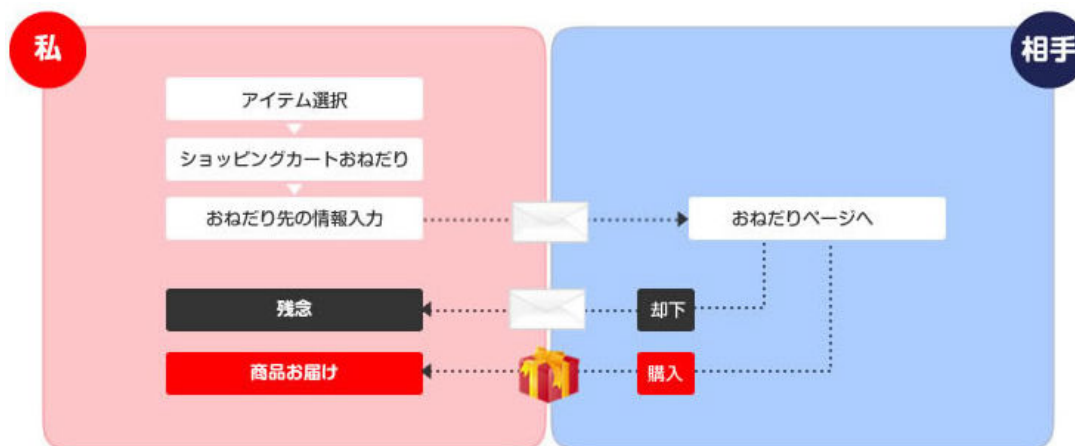 私
相手
アイテム選択
ショッピングカートおねだり
おねだり先の情報入力
おねだりページへ
残念
却下
商品お届け
購入